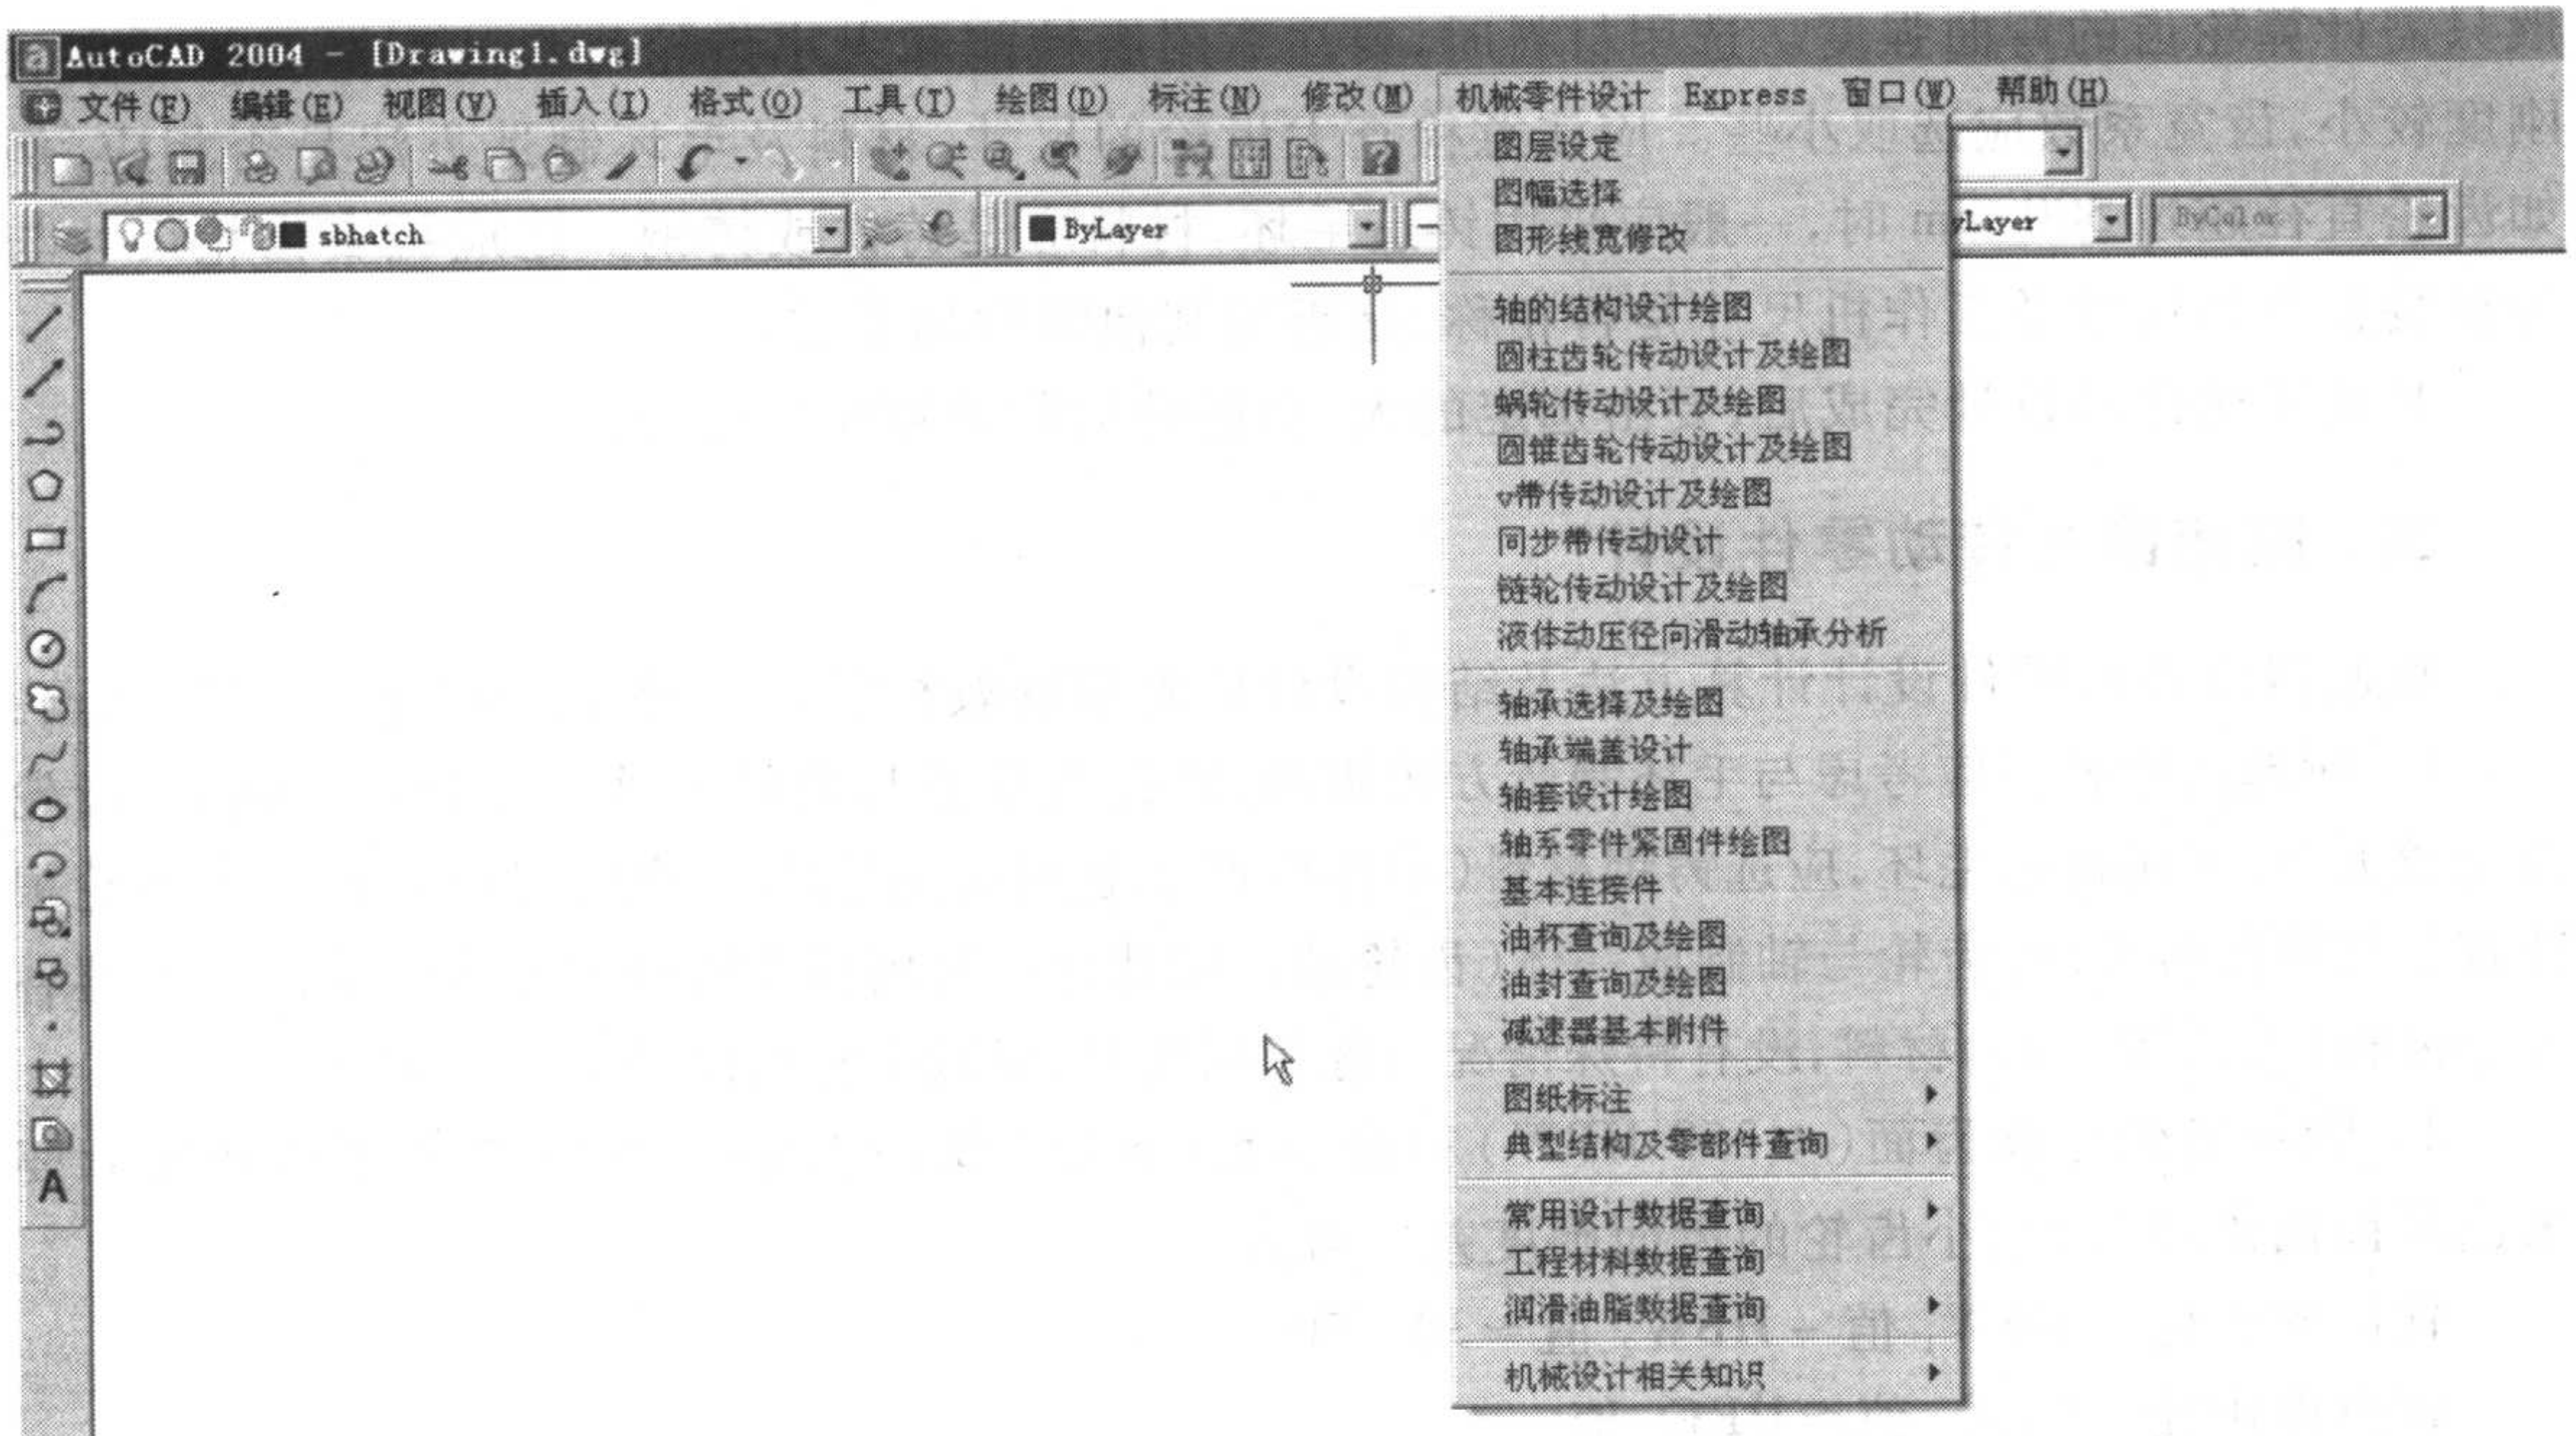 AutoCAD 2004 - [Drawing1.dwg]
文件(F) 编辑(E) 视图(V) 插入(I) 格式(O) 工具(T) 绘图(D) 标注(N) 修改(M) 机械零件设计 Express 窗口(W) 帮助(H)
sbhatch ByLayer yLayer ByColor
图层设定
图幅选择
图形线宽修改
轴的结构设计绘图
圆柱齿轮传动设计及绘图
蜗轮传动设计及绘图
圆锥齿轮传动设计及绘图
v带传动设计及绘图
同步带传动设计
链轮传动设计及绘图
液体动压径向滑动轴承分析
轴承选择及绘图
轴承端盖设计
轴套设计绘图
轴系零件紧固件绘图
基本连接件
油杯查询及绘图
油封查询及绘图
减速器基本附件
图纸标注
典型结构及零部件查询
常用设计数据查询
工程材料数据查询
润滑油脂数据查询
机械设计相关知识
A